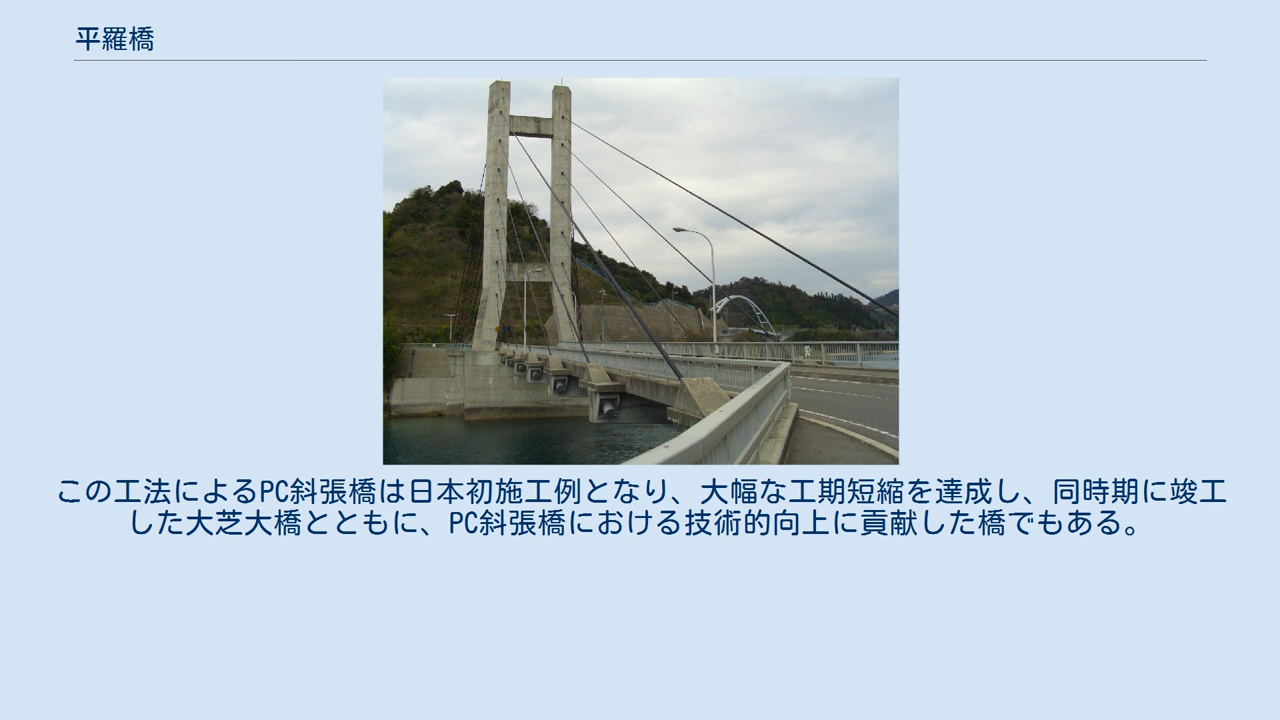 平羅橋
この工法によるPC斜張橋は日本初施工例となり、大幅な工期短縮を達成し、同時期に竣工
した大芝大橋とともに、PC斜張橋における技術的向上に貢献した橋でもある。